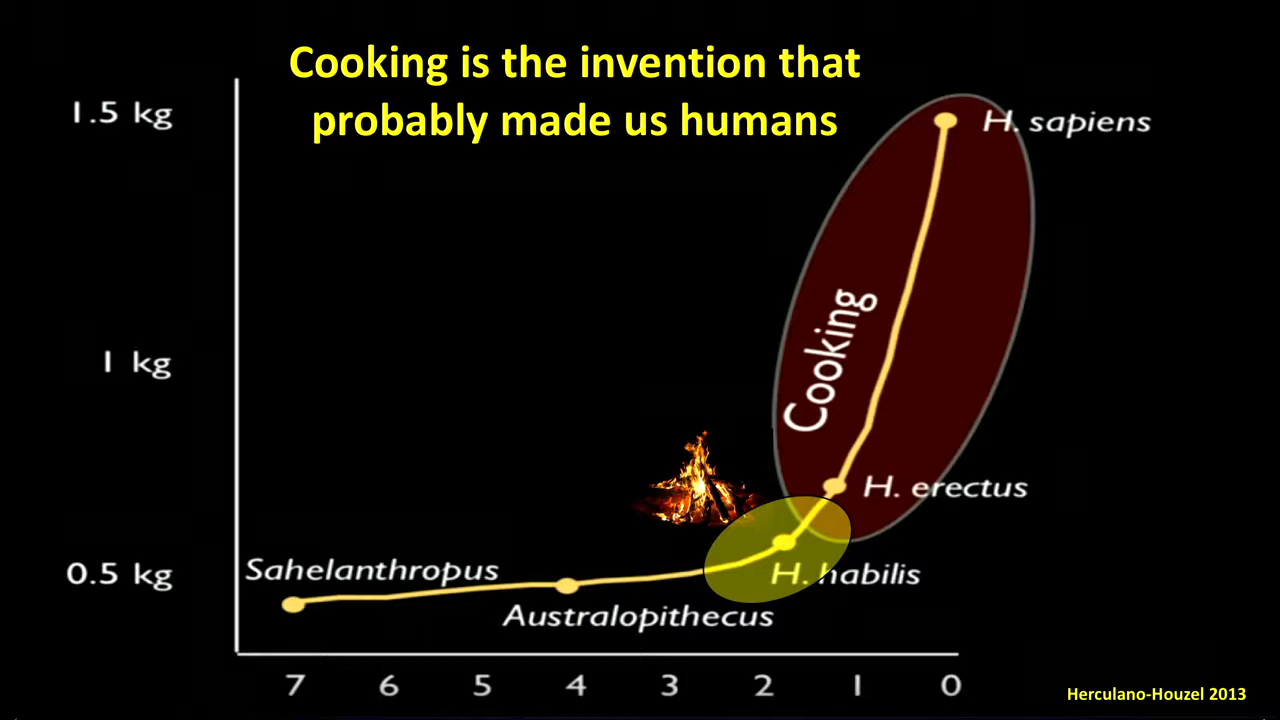 Cooking is the invention that
probably made us humans
1.5 kg
H. sapiens
1 kg
Cooking
H. erectus
0.5 kg
Sahelanthropus
H. habilis
Australopithecus
7 6 5 4 3 2 1 0
Herculano-Houzel 2013